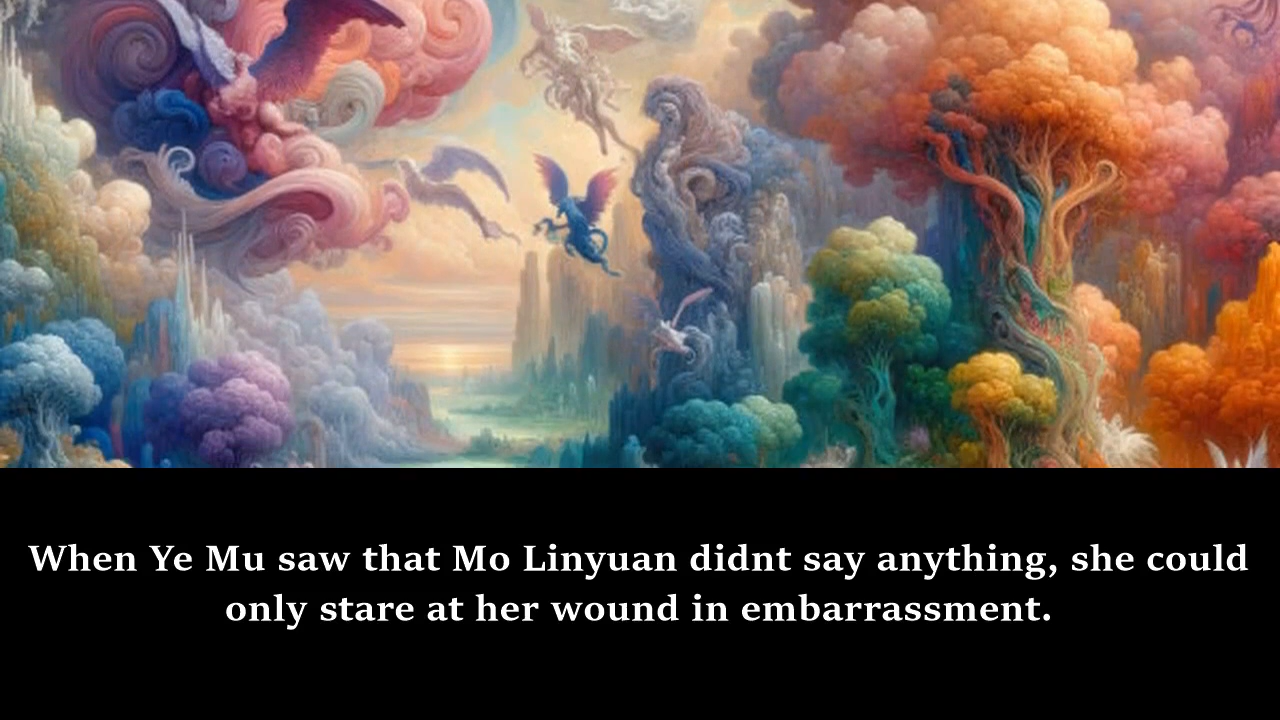 When Ye Mu saw that Mo Linyuan didnt say anything, she could
only stare at her wound in embarrassment.